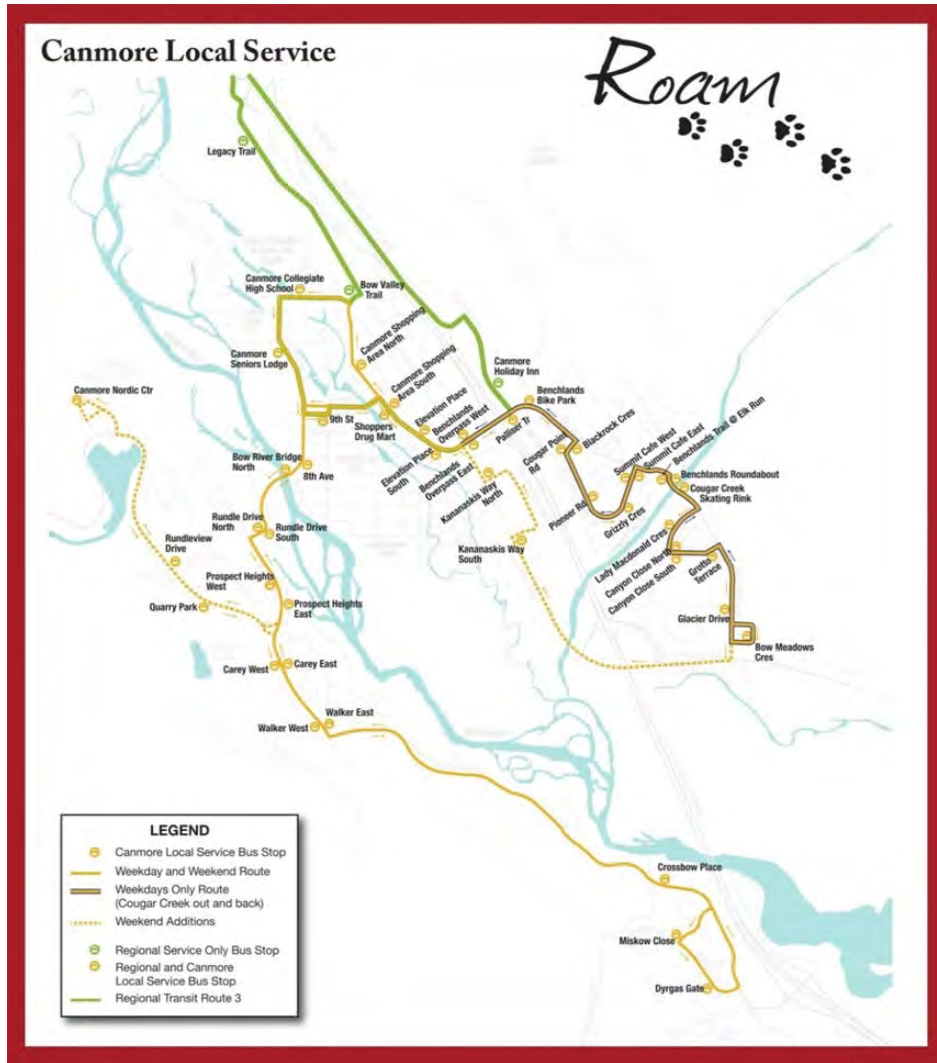 Canmore Local Service
Roam
Legacy Trail
Canmore Collegiate
High School
Bow Valley
Trail
Canmore Shopping
Area North
Canmore
Seniors Lodge
Canmore Shopping
Area South
Canmore
Holiday Inn
Canmore Nordic Ctr
9th St
Shoppers
Drug Mart
Elevation Place
Benchlands
Overpass West
Palliser Tr
Benchlands
Bike Park
Blackrock Cres
Cougar Point
Rd
Summit Cafe West
Summit Cafe East
Benchlands Trail @ Elk Run
Bow River Bridge
North
8th Ave
Elevation Place
South
Benchlands
Overpass East
Kananaskis Way
North
Benchlands Roundabout
Cougar Creek
Skating Rink
Pioneer Rd
Grizzly Cres
Rundle Drive
North
Rundle Drive
South
Rundleview
Drive
Kananaskis Way
South
Lady Macdonald Cres
Canyon Close North
Canyon Close South
Grotto
Terrace
Prospect Heights
West
Quarry Park
Prospect Heights
East
Glacier Drive
Bow Meadows
Cres
Carey West
Carey East
Walker West
Walker East
Crossbow Place
Miskow Close
Dyrgas Gate
LEGEND
Canmore Local Service Bus Stop
Weekday and Weekend Route
Weekdays Only Route
(Cougar Creek out and back)
Weekend Additions
Regional Service Only Bus Stop
Regional and Canmore
Local Service Bus Stop
Regional Transit Route 3